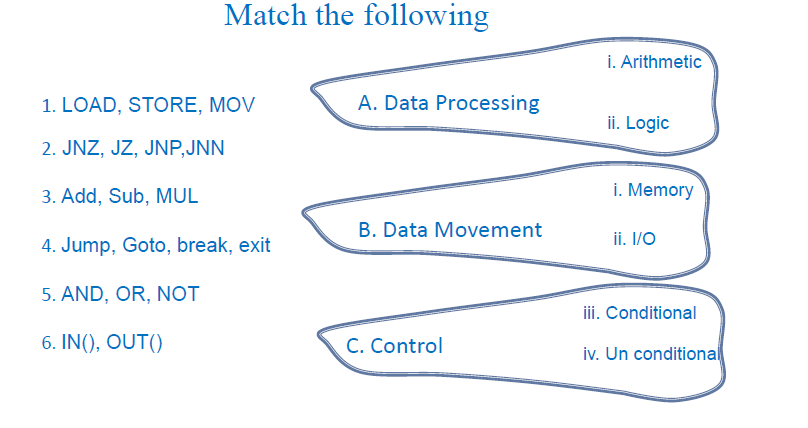 Match the following
1. LOAD, STORE, MOV
2. JNZ, JZ, JNP,JNN
3. Add, Sub, MUL
4. Jump, Goto, break, exit
5. AND, OR, NOT
6. IN(), OUT()
A. Data Processing
i. Arithmetic
ii. Logic
B. Data Movement
i. Memory
ii. I/O
C. Control
iii. Conditional
iv. Un conditional